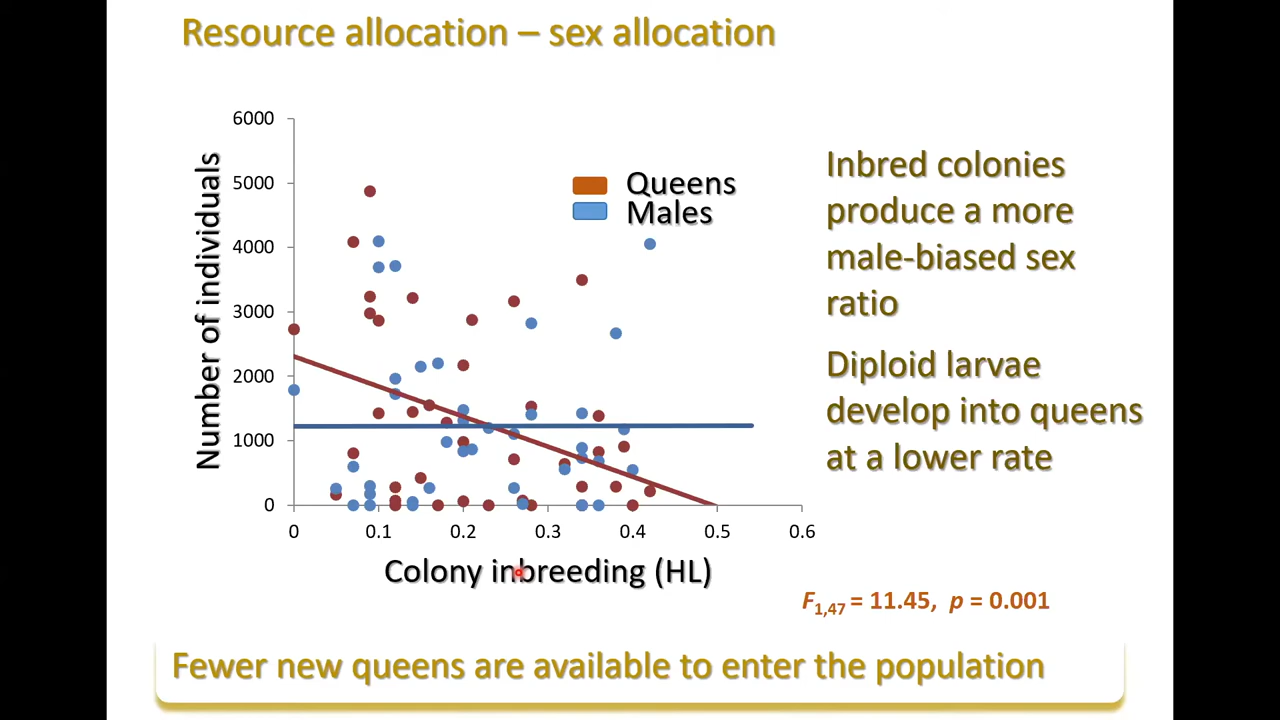 Resource allocation – sex allocation
6000
5000
4000
3000
2000
1000
0
Number of individuals
0
0.1
0.2
0.3
0.4
0.5
0.6
Colony inbreeding (HL)
Queens
Males
Inbred colonies
produce a more
male-biased sex
ratio
Diploid larvae
develop into queens
at a lower rate
F1,47 = 11.45, p = 0.001
Fewer new queens are available to enter the population